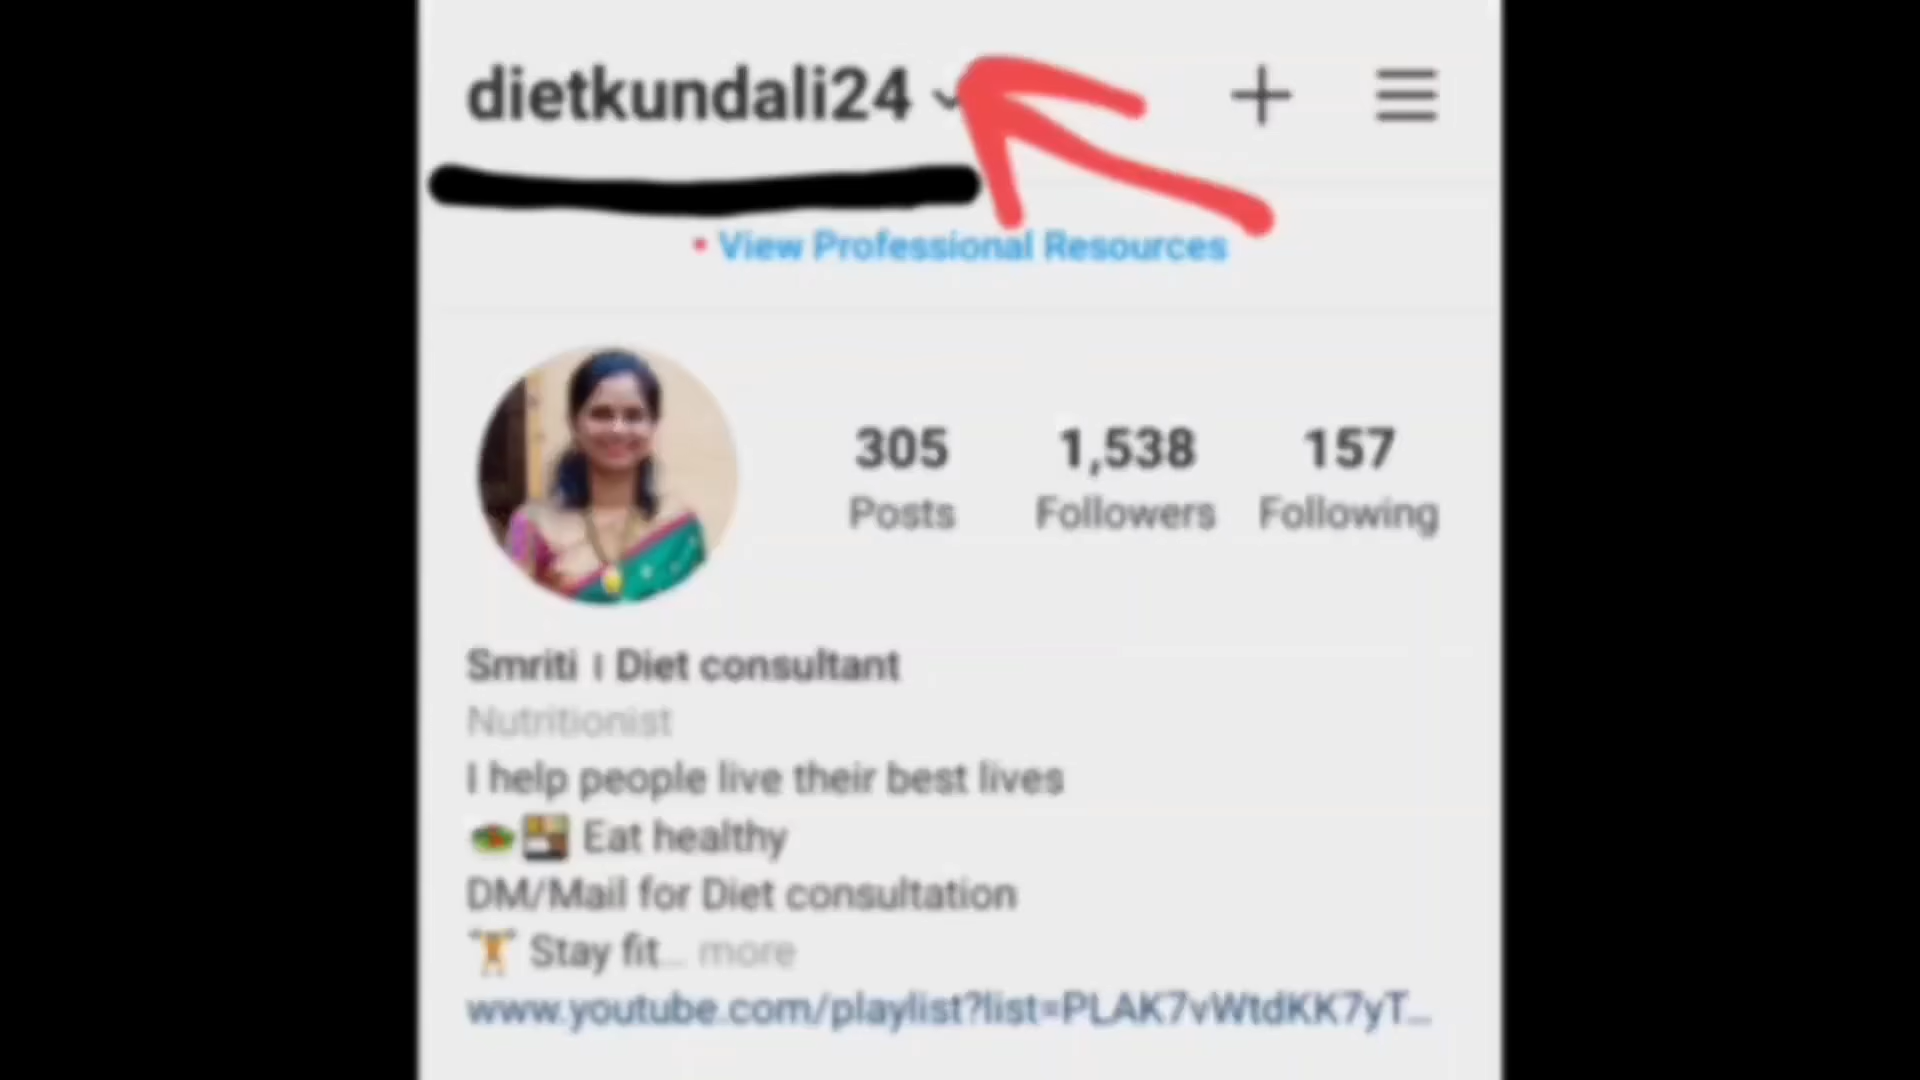 dietkundali24
• View Professional Resources
305 1,538 157
Posts Followers Following
Smriti । Diet consultant
Nutritionist
I help people live their best lives
🥗🍱 Eat healthy
DM/Mail for Diet consultation
🏋 Stay fit... more
www.youtube.com/playlist?list=PLAK7vWtdKK7yT...